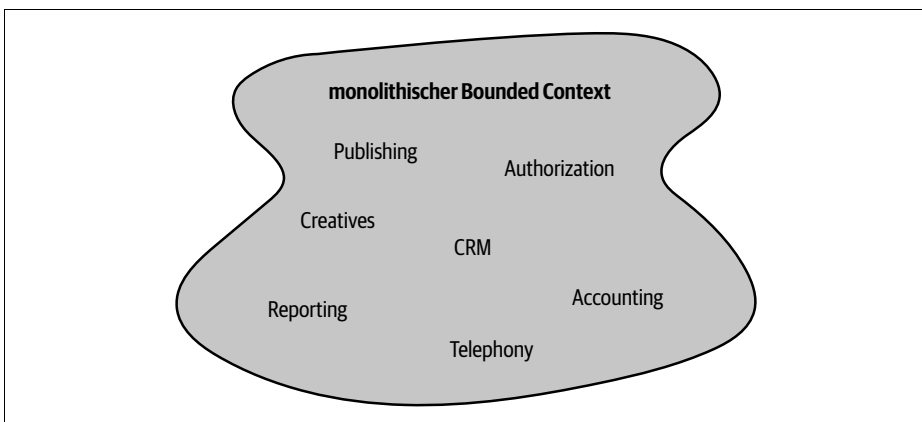 monolithischer Bounded Context
Publishing
Authorization
Creatives
CRM
Accounting
Reporting
Telephony